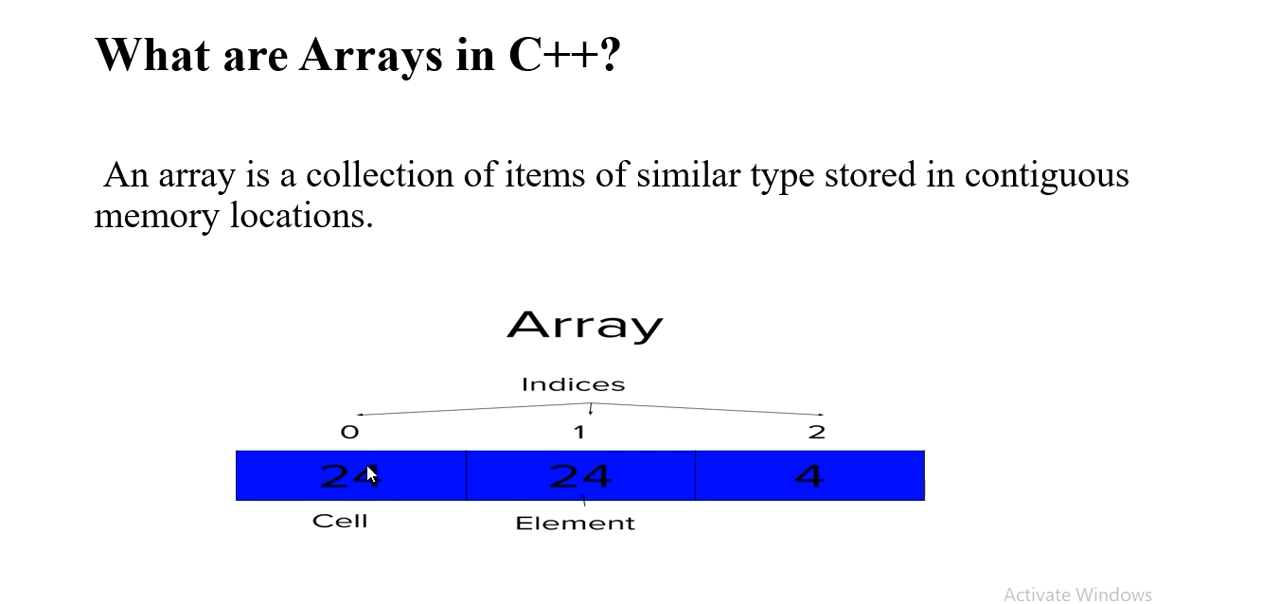 What are Arrays in C++?
An array is a collection of items of similar type stored in contiguous
memory locations.
Array
Indices
0 1 2
24 24 4
Cell Element
Activate Windows